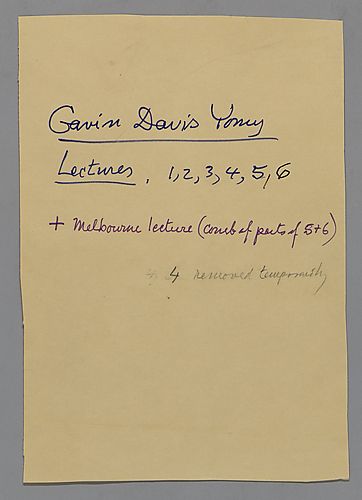 Gavin David Young
Lectures, 1,2,3,4,5,6
+ Melbourne lecture (comb of parts of 5+6)
4 removed temporarily